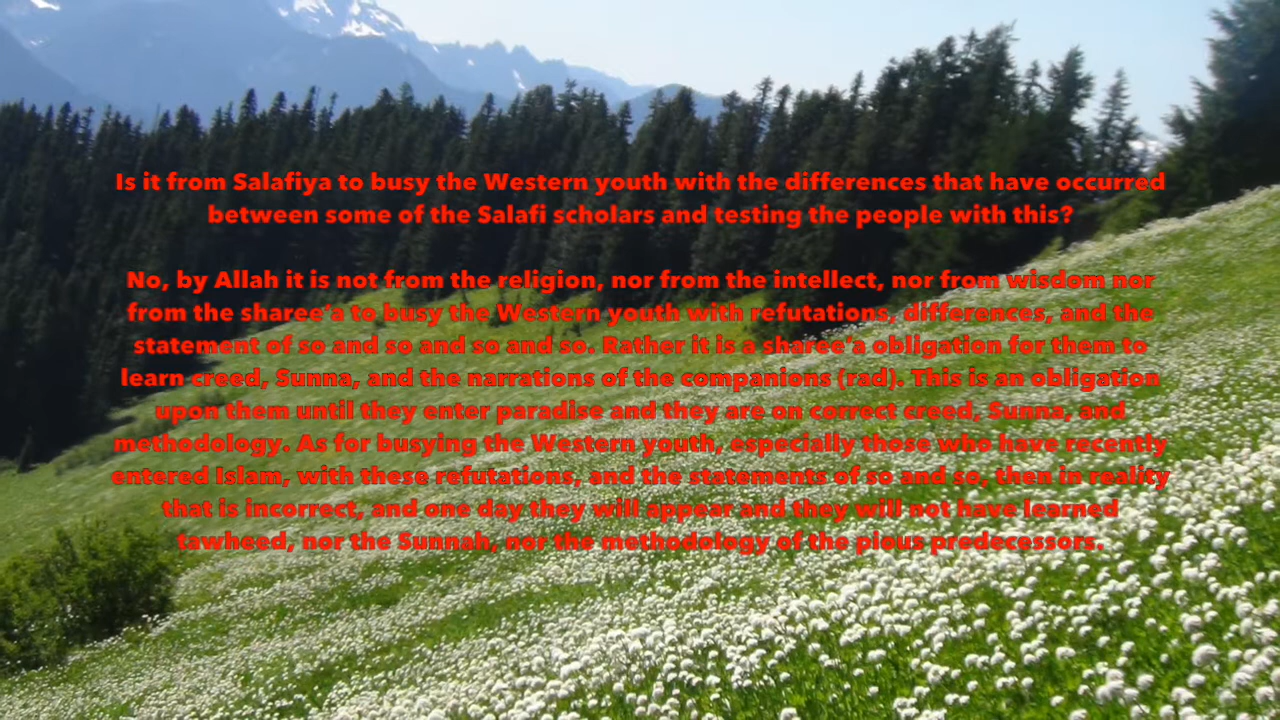 Is it from Salafiya to busy the Western youth with the differences that have occurred
between some of the Salafi scholars and testing the people with this?
No, by Allah it is not from the religion, nor from the intellect, nor from wisdom nor
from the sharee’a to busy the Western youth with refutations, differences, and the
statement of so and so and so and so. Rather it is a sharee’a obligation for them to
learn creed, Sunna, and the narrations of the companions (rad). This is an obligation
upon them until they enter paradise and they are on correct creed, Sunna, and
methodology. As for busying the Western youth, especially those who have recently
entered Islam, with these refutations, and the statements of so and so, then in reality
that is incorrect, and one day they will appear and they will not have learned
tawheed, nor the Sunnah, nor the methodology of the pious predecessors.